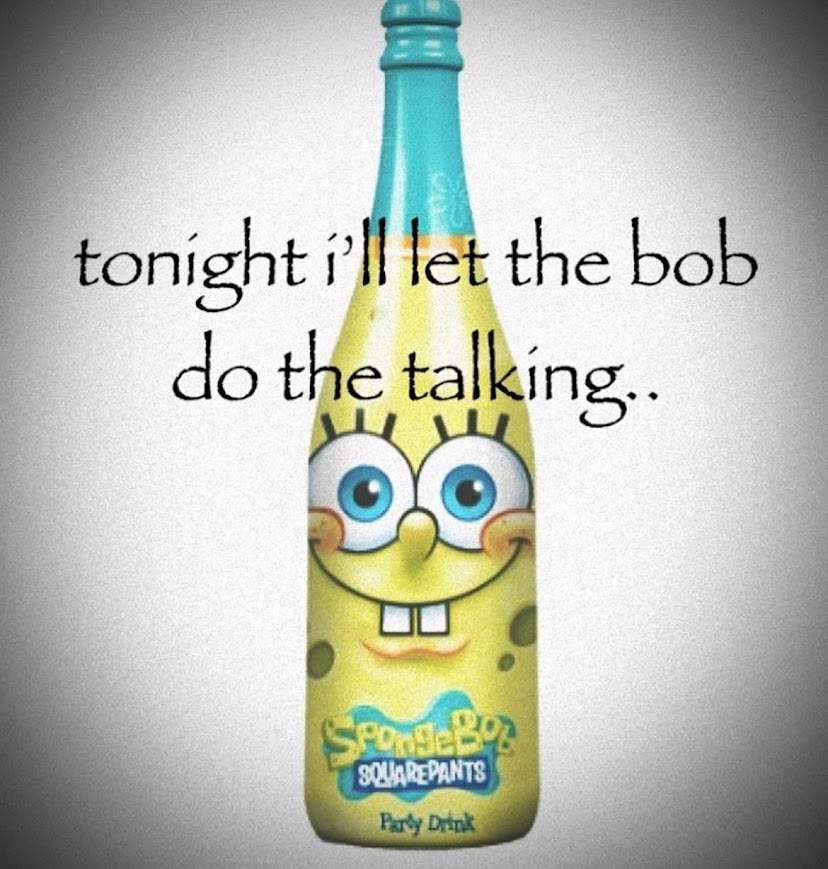 tonight i'll let the bob
do the talking..
SpongeBob
SQUAREPANTS
Party Drink